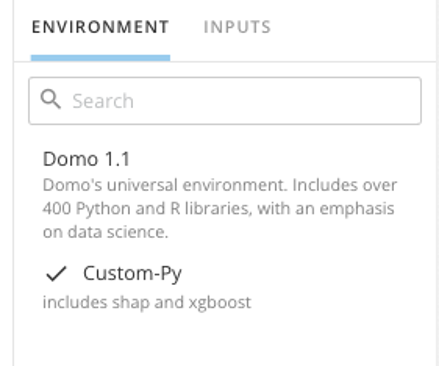 ENVIRONMENT INPUTS
Search
Domo 1.1
Domo's universal environment. Includes over
400 Python and R libraries, with an emphasis
on data science.
Custom-Py
includes shap and xgboost